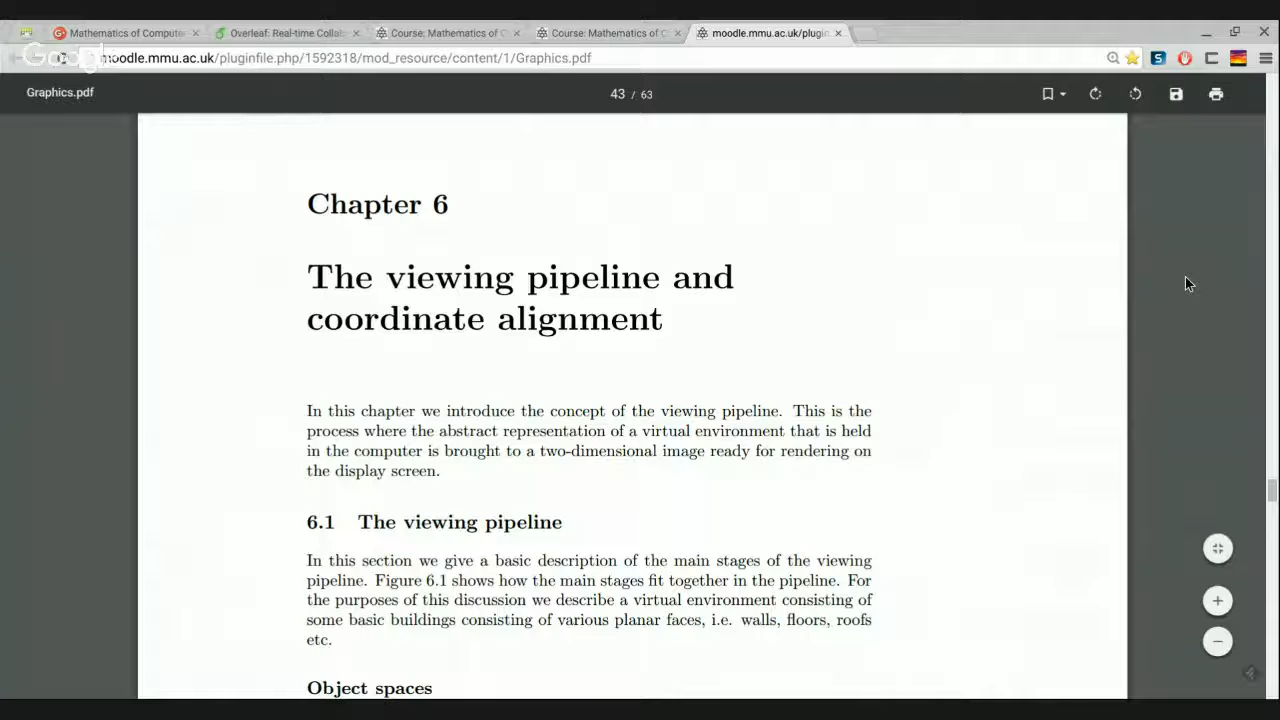 Mathematics of Compute
Overleaf: Real-time Collab
Course: Mathematics of C
Course: Mathematics of C
moodle.mmu.ac.uk/plugin
Google
moodle.mmu.ac.uk/pluginfile.php/1592318/mod_resource/content/1/Graphics.pdf
Graphics.pdf
43 / 63
Chapter 6
The viewing pipeline and
coordinate alignment
In this chapter we introduce the concept of the viewing pipeline. This is the
process where the abstract representation of a virtual environment that is held
in the computer is brought to a two-dimensional image ready for rendering on
the display screen.
6.1 The viewing pipeline
In this section we give a basic description of the main stages of the viewing
pipeline. Figure 6.1 shows how the main stages fit together in the pipeline. For
the purposes of this discussion we describe a virtual environment consisting of
some basic buildings consisting of various planar faces, i.e. walls, floors, roofs
etc.
Object spaces